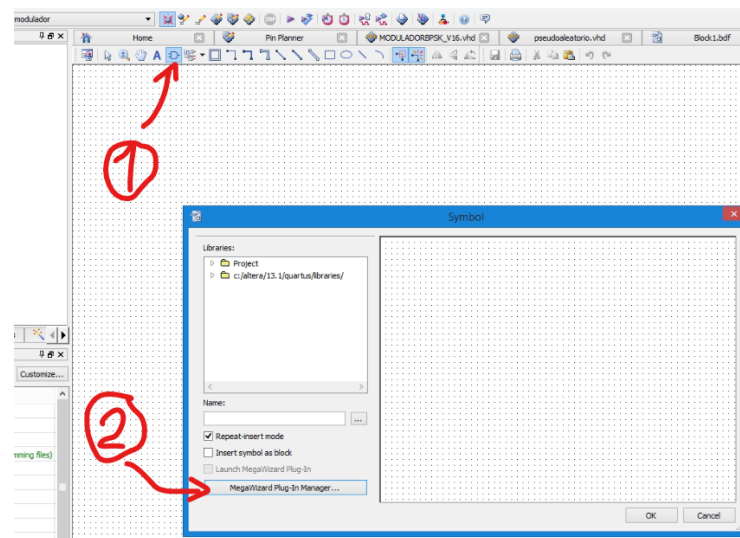 modulador
Home
Pin Planner
MODULADORBPSK_V16.vhd
pseudoaleatorio.vhd
Block1.bdf
A
1
Symbol
Libraries:
Project
c:/altera/13.1/quartus/libraries/
Customize...
Name:
...
2
Repeat-insert mode
Insert symbol as block
mming files)
Launch MegaWizard Plug-In
MegaWizard Plug-In Manager...
OK
Cancel